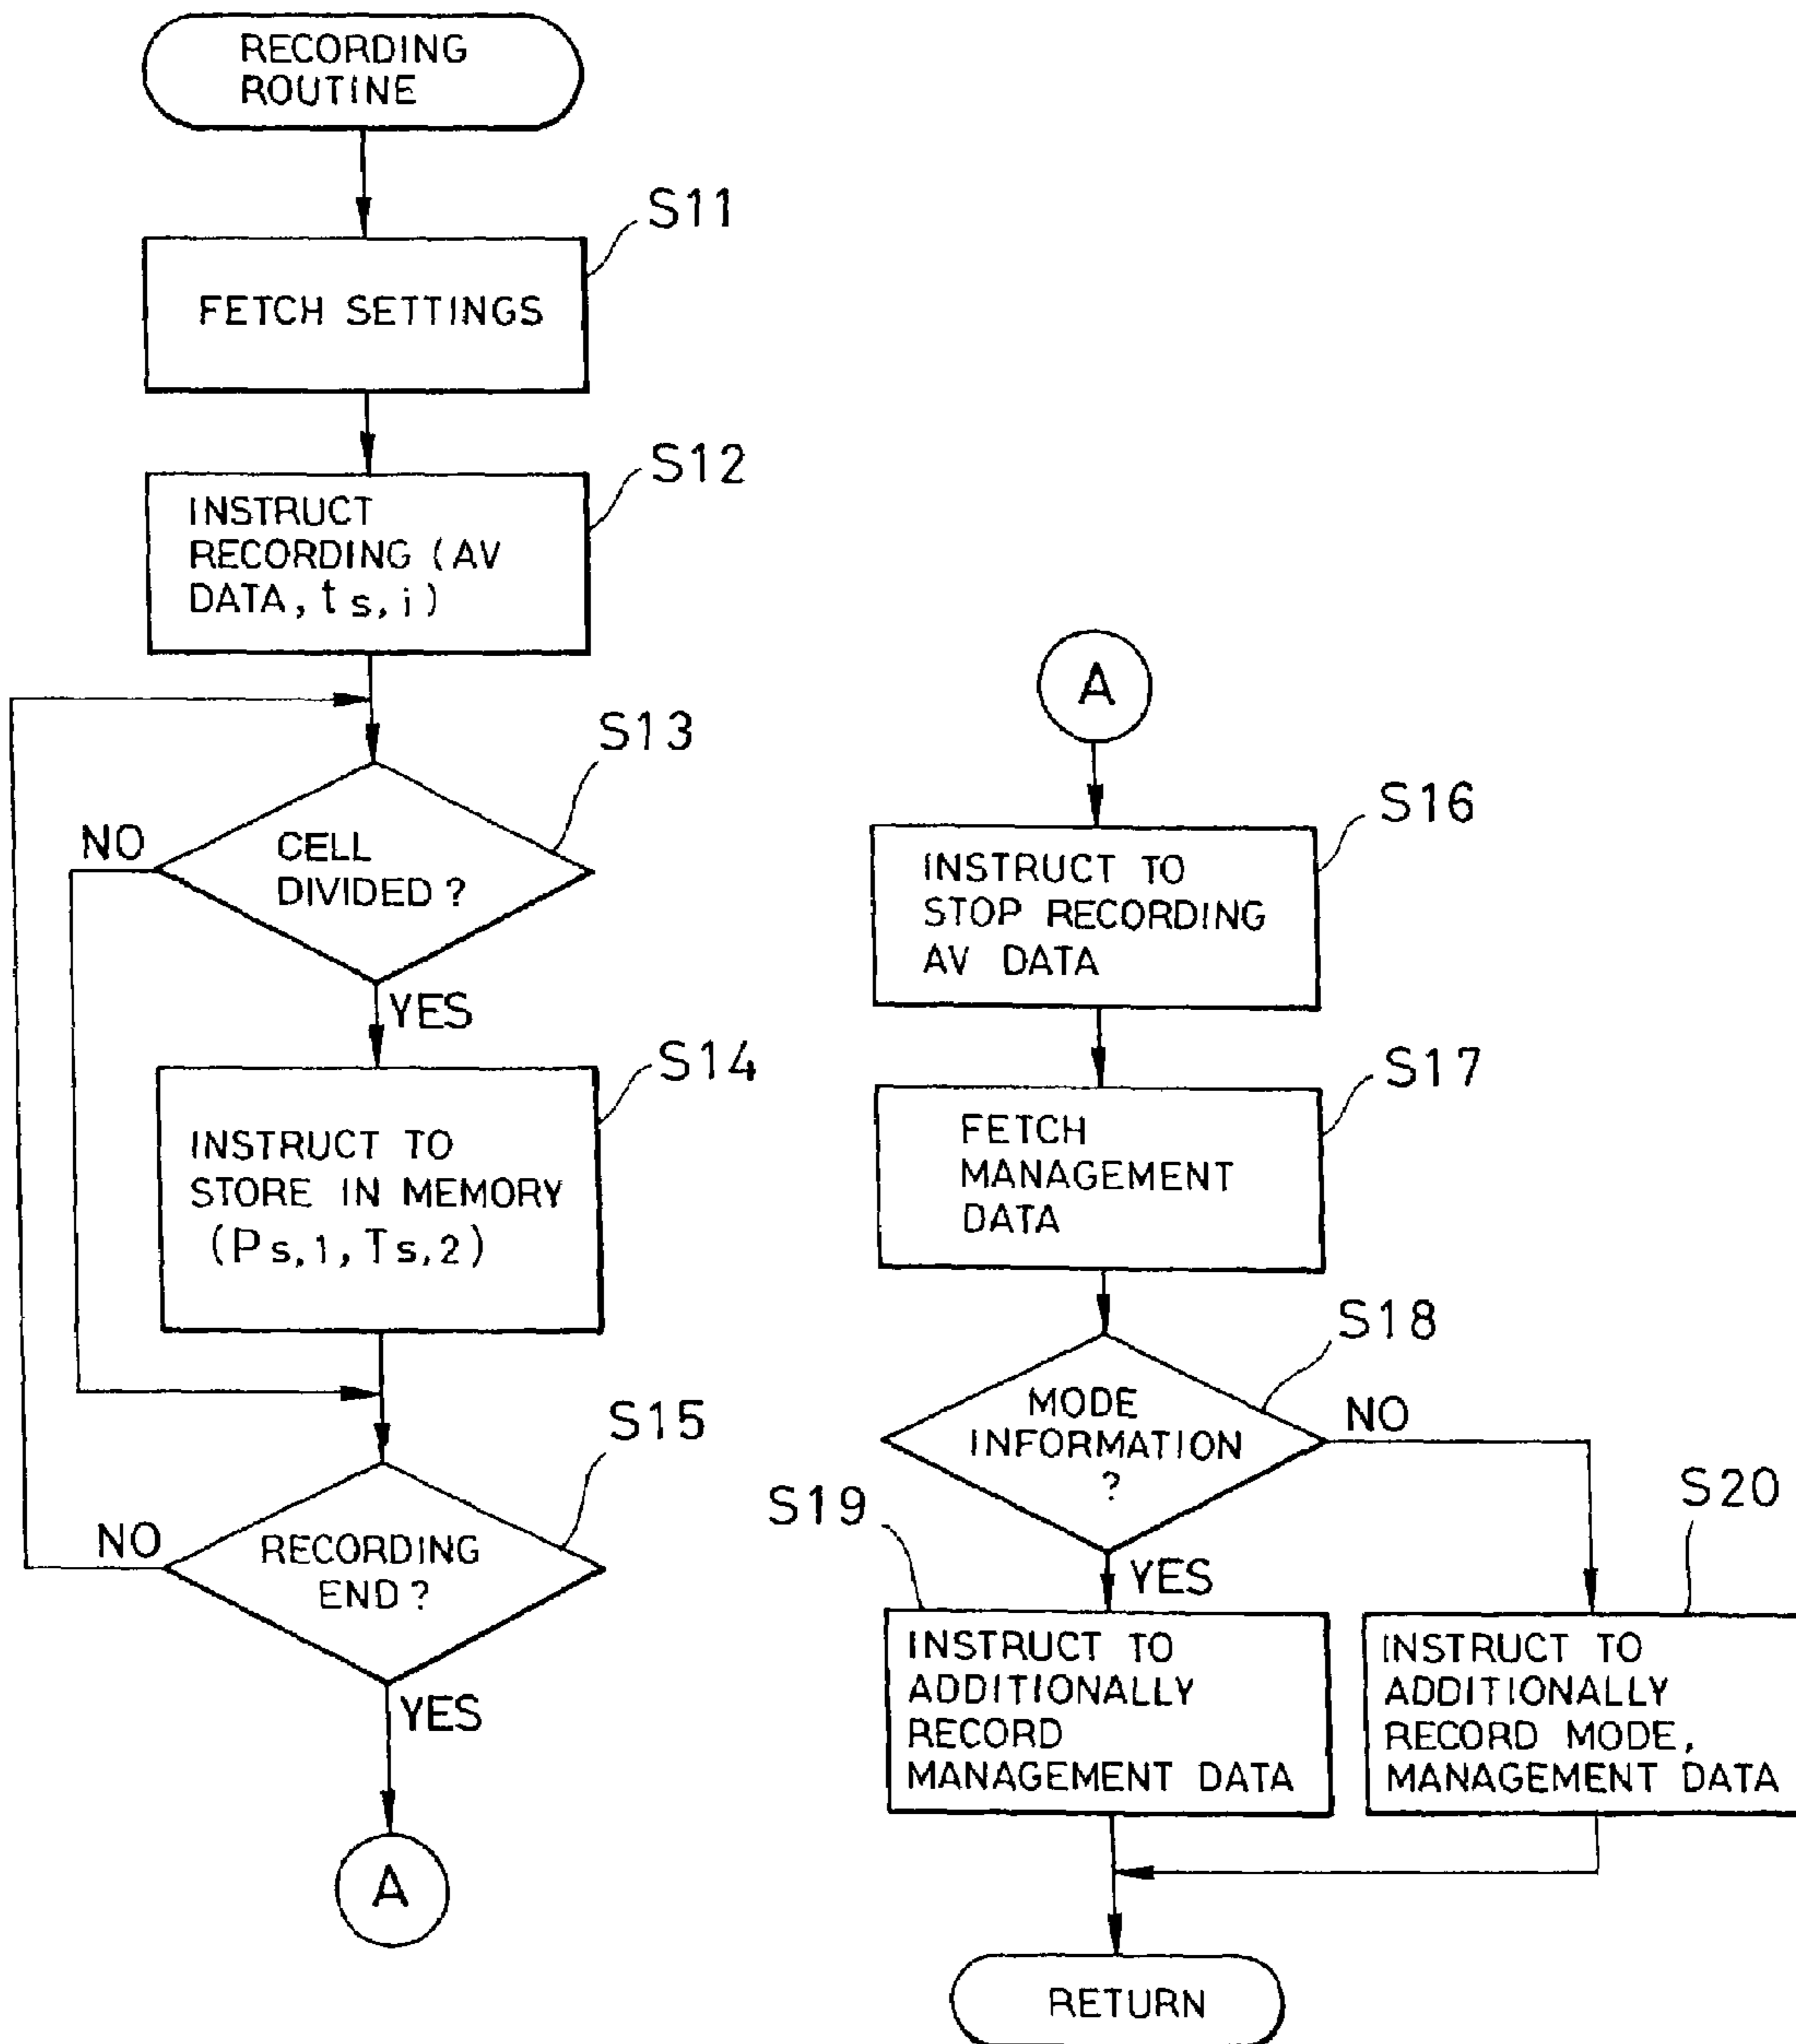 RECORDING
ROUTINE
S11
FETCH SETTINGS
S12
INSTRUCT
RECORDING (AV
DATA, ts,i)
S13
NO
CELL
DIVIDED?
YES
S14
INSTRUCT TO
STORE IN MEMORY
(Ps,1, Ts,2)
S15
NO
RECORDING
END?
YES
A
A
S16
INSTRUCT TO
STOP RECORDING
AV DATA
S17
FETCH
MANAGEMENT
DATA
S18
MODE
INFORMATION
?
NO
S19
YES
INSTRUCT TO
ADDITIONALLY
RECORD
MANAGEMENT DATA
S20
INSTRUCT TO
ADDITIONALLY
RECORD MODE,
MANAGEMENT DATA
RETURN